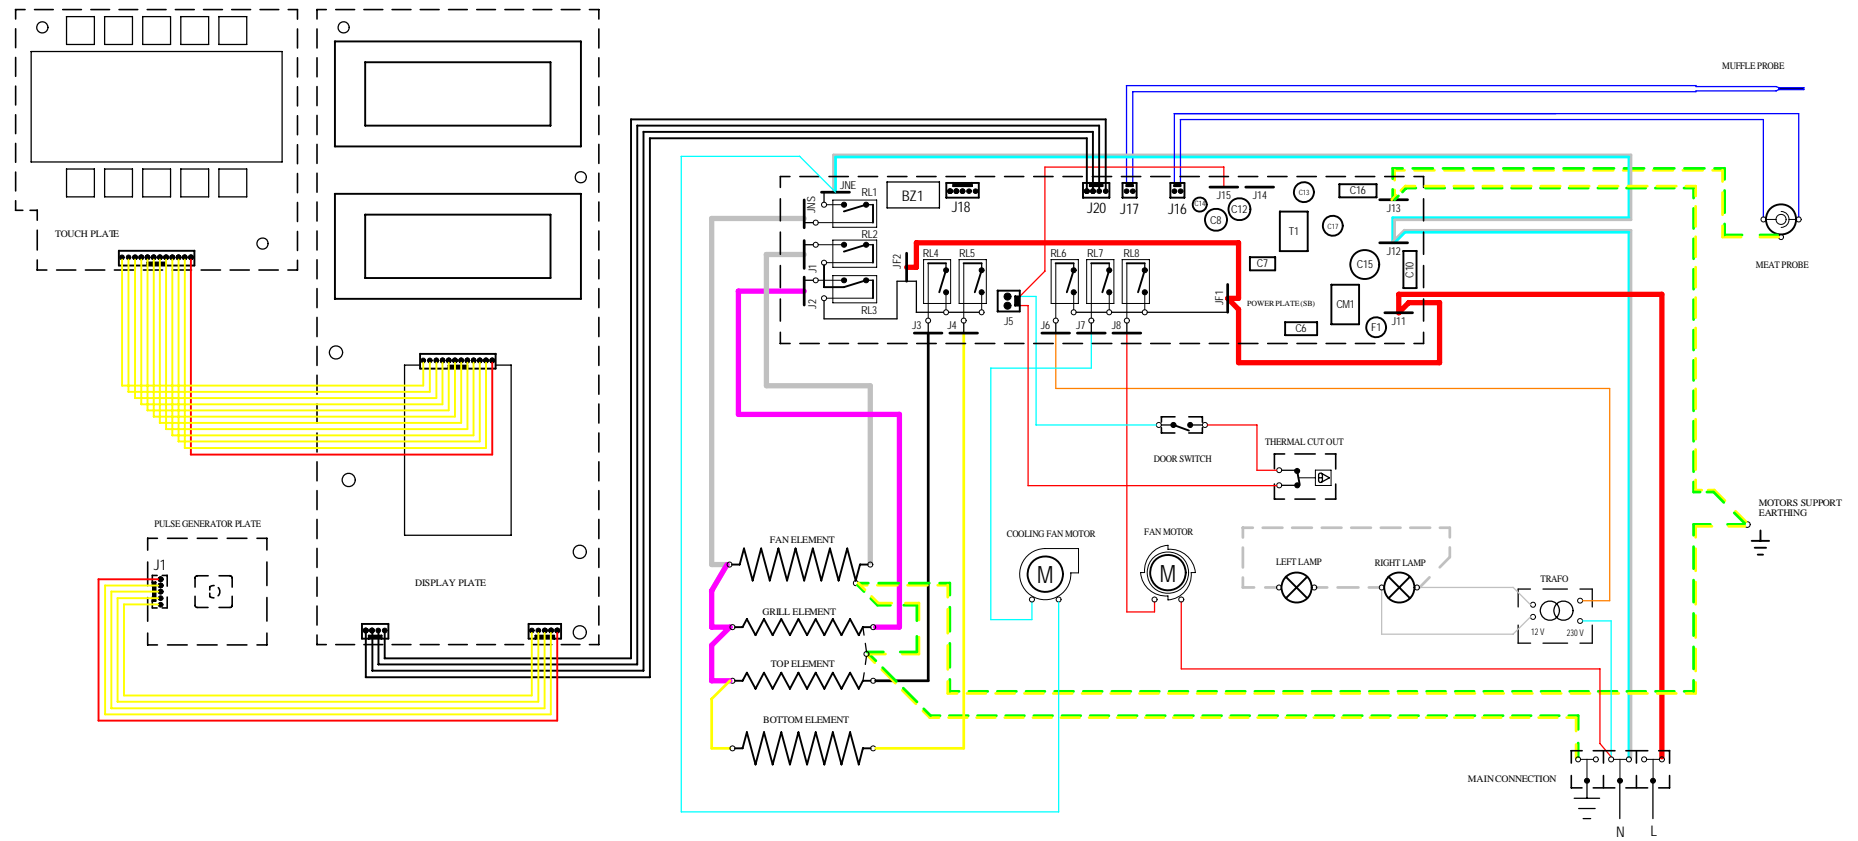 MUFFLE PROBE
JNE
RL1
BZ1
J18
J20
J17
J16
J15
J14
C13
C16
J13
JNS
C14
C8
C12
T1
C17
TOUCH PLATE
RL2
J12
J1
JF2
RL4
RL5
RL6
RL7
RL8
C7
C15
C10
MEAT PROBE
J2
RL3
J5
JF1
POWER PLATE (SB)
CM1
J11
J3
J4
J6
J7
J8
C6
F1
THERMAL CUT OUT
DOOR SWITCH
MOTORS SUPPORT
EARTHING
PULSE GENERATOR PLATE
FAN ELEMENT
COOLING FAN MOTOR
FAN MOTOR
J1
LEFT LAMP
RIGHT LAMP
M
M
DISPLAY PLATE
TRAFO
GRILL ELEMENT
12 V
230 V
TOP ELEMENT
BOTTOM ELEMENT
MAIN CONNECTION
N
L